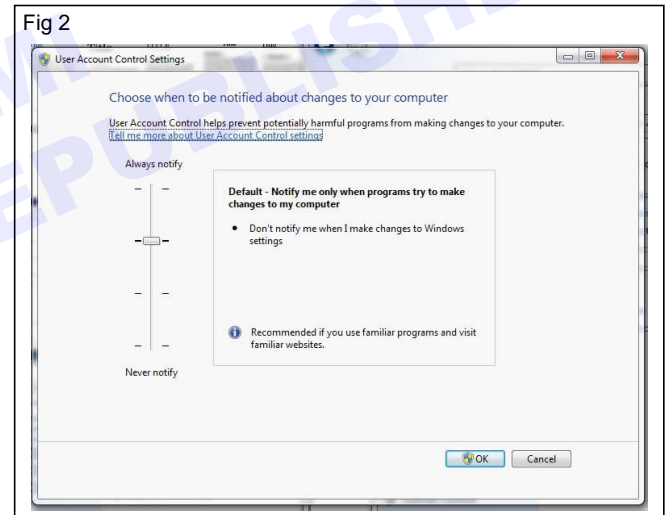 Fig 2
User Account Control Settings
Choose when to be notified about changes to your computer
User Account Control helps prevent potentially harmful programs from making changes to your computer.
Tell me more about User Account Control settings
Always notify
Default - Notify me only when programs try to make
changes to my computer
• Don't notify me when I make changes to Windows
settings
Recommended if you use familiar programs and visit
familiar websites.
Never notify
OK Cancel